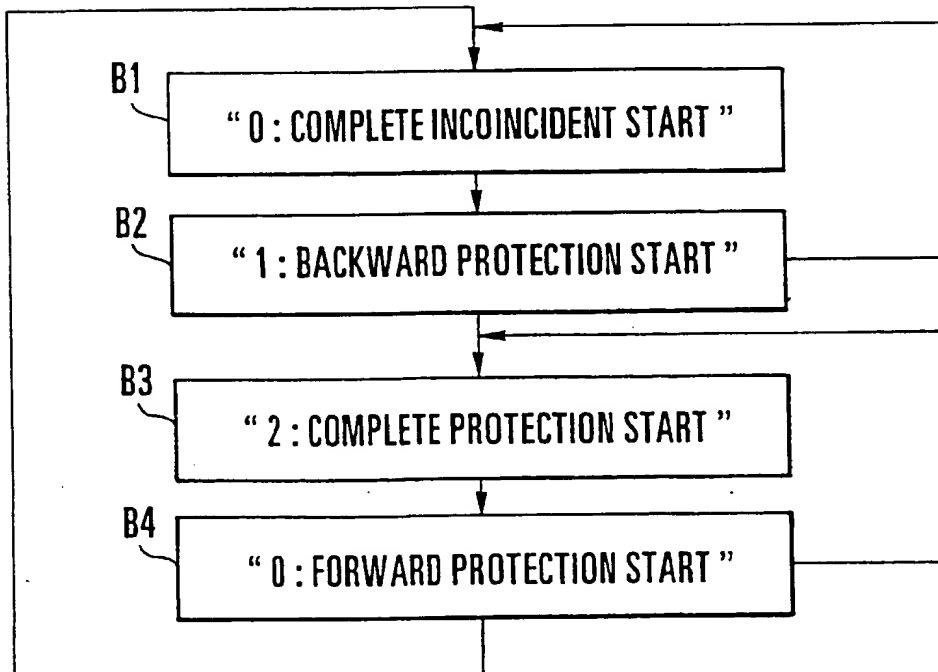 B1
“ 0 : COMPLETE INCOINCIDENT START ”
B2
“ 1 : BACKWARD PROTECTION START ”
B3
“ 2 : COMPLETE PROTECTION START ”
B4
“ 0 : FORWARD PROTECTION START ”